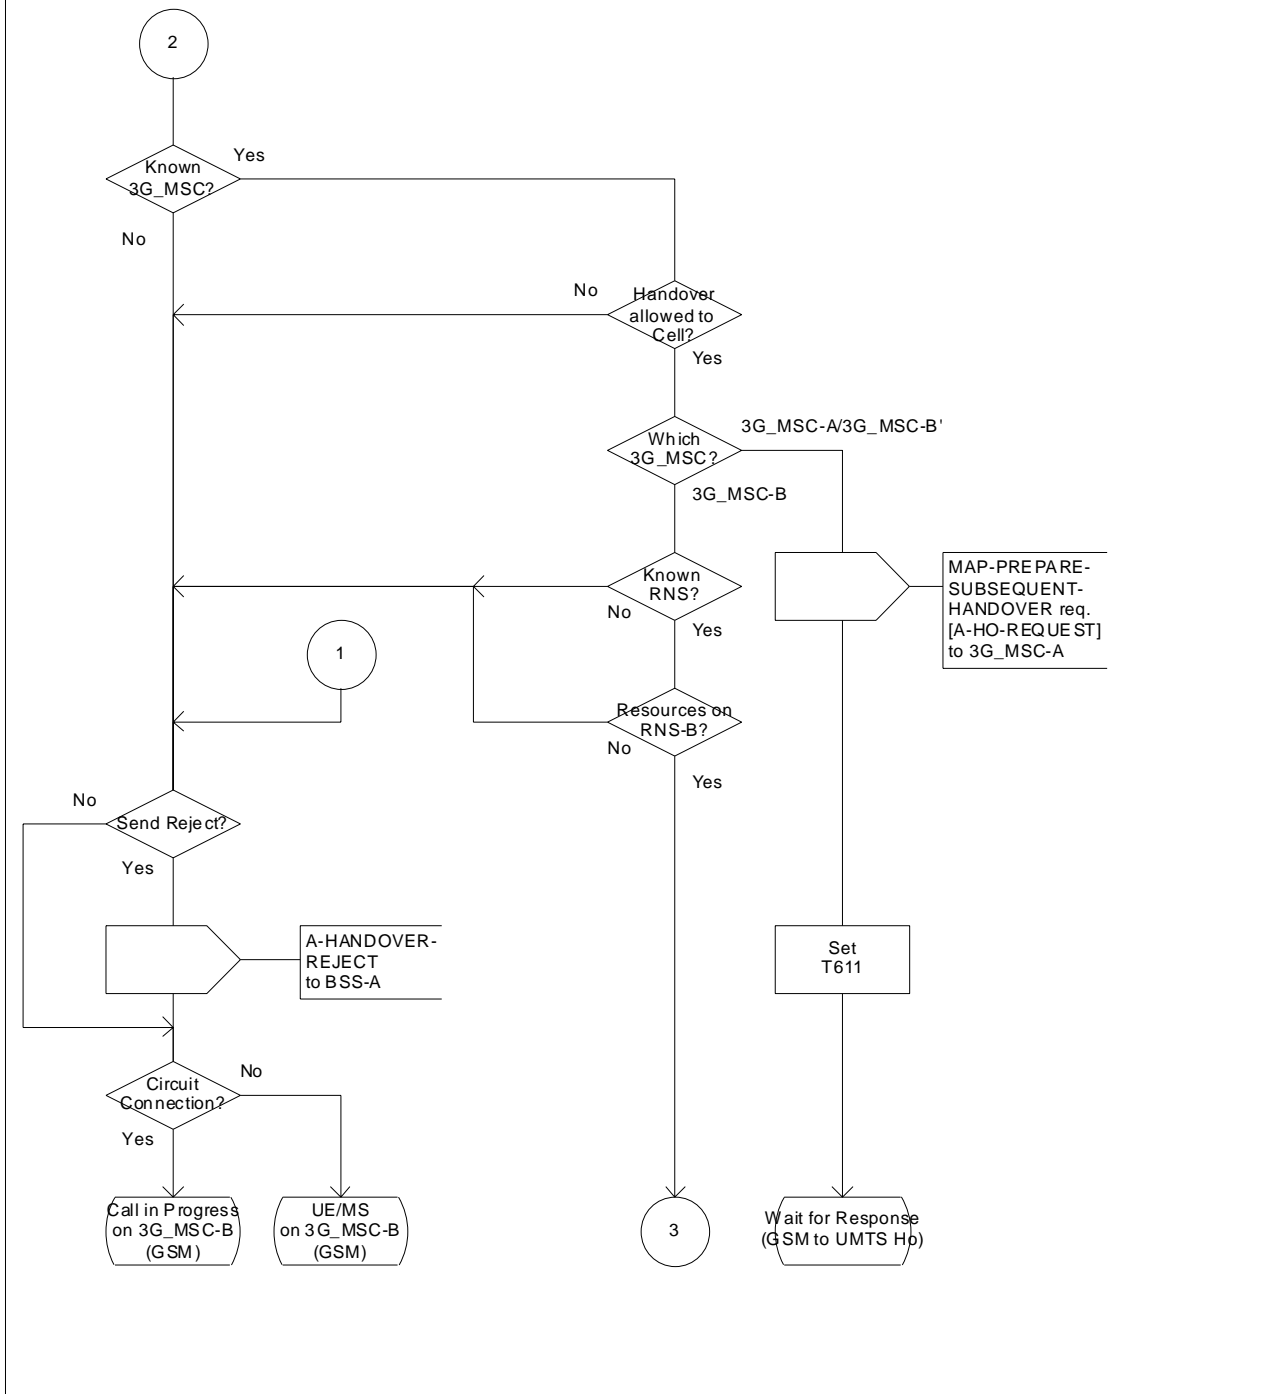 2
Known
3G_MSC?
Yes
No
Handover
allowed to
Cell?
No
Yes
Which
3G_MSC?
3G_MSC-A/3G_MSC-B'
3G_MSC-B
MAP-PREPARE-
SUBSEQUENT-
HANDOVER req.
[A-HO-REQUEST]
to 3G_MSC-A
Known
RNS?
No
Yes
1
Resources on
RNS-B?
No
Yes
No
Send Reject?
Yes
A-HANDOVER-
REJECT
to BSS-A
Set
T611
Circuit
Connection?
No
Yes
Call in Progress
on 3G_MSC-B
(GSM)
UE/MS
on 3G_MSC-B
(GSM)
3
Wait for Response
(GSM to UMTS Ho)